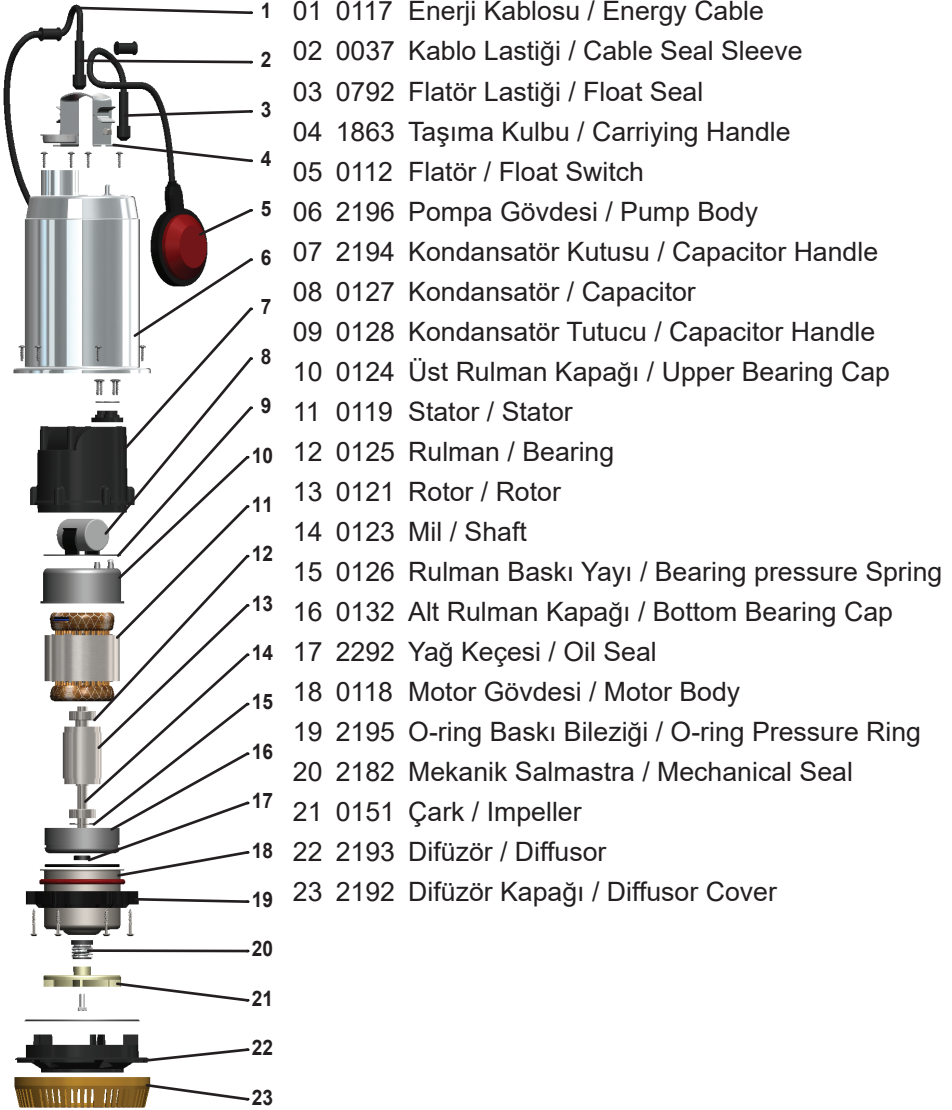 1 01 0117 Enerji Kablosu / Energy Cable
2 02 0037 Kablo Lastiği / Cable Seal Sleeve
3 03 0792 Flatör Lastiği / Float Seal
4 04 1863 Taşıma Kulbu / Carriying Handle
5 05 0112 Flatör / Float Switch
6 06 2196 Pompa Gövdesi / Pump Body
7 07 2194 Kondansatör Kutusu / Capacitor Handle
8 08 0127 Kondansatör / Capacitor
9 09 0128 Kondansatör Tutucu / Capacitor Handle
10 10 0124 Üst Rulman Kapağı / Upper Bearing Cap
11 11 0119 Stator / Stator
12 12 0125 Rulman / Bearing
13 13 0121 Rotor / Rotor
14 14 0123 Mil / Shaft
15 15 0126 Rulman Baskı Yayı / Bearing pressure Spring
16 16 0132 Alt Rulman Kapağı / Bottom Bearing Cap
17 17 2292 Yağ Keçesi / Oil Seal
18 18 0118 Motor Gövdesi / Motor Body
19 19 2195 O-ring Baskı Bileziği / O-ring Pressure Ring
20 20 2182 Mekanik Salmastra / Mechanical Seal
21 21 0151 Çark / Impeller
22 22 2193 Difüzör / Diffusor
23 23 2192 Difüzör Kapağı / Diffusor Cover